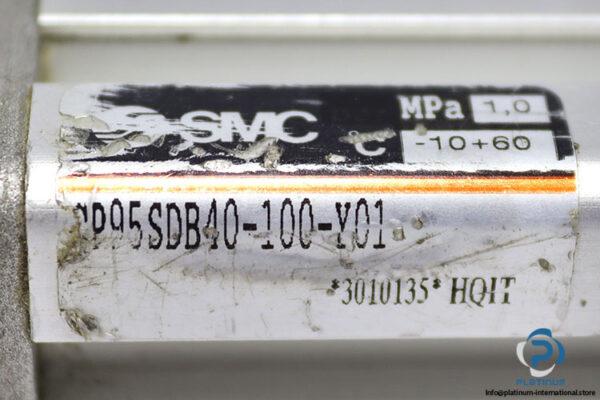 SMC
MPa 1,0
°C -10+60
CP95SDB40-100-Y01
*3010135* HQIT
PLATINUM
Info@platinum-international.store